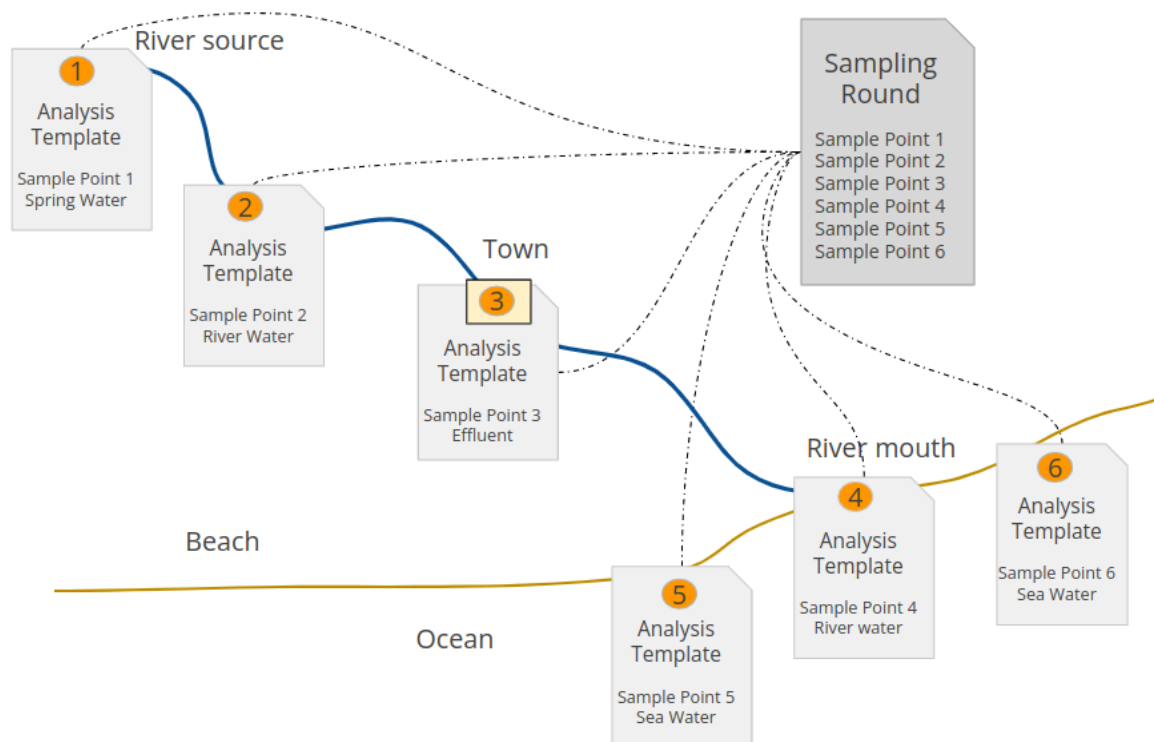 River source
1
Analysis
Template
Sample Point 1
Spring Water
Sampling
Round
Sample Point 1
Sample Point 2
Sample Point 3
Sample Point 4
Sample Point 5
Sample Point 6
2
Analysis
Template
Sample Point 2
River Water
Town
3
Analysis
Template
Sample Point 3
Effluent
River mouth
4
Analysis
Template
Sample Point 4
River water
6
Analysis
Template
Sample Point 6
Sea Water
Beach
Ocean
5
Analysis
Template
Sample Point 5
Sea Water